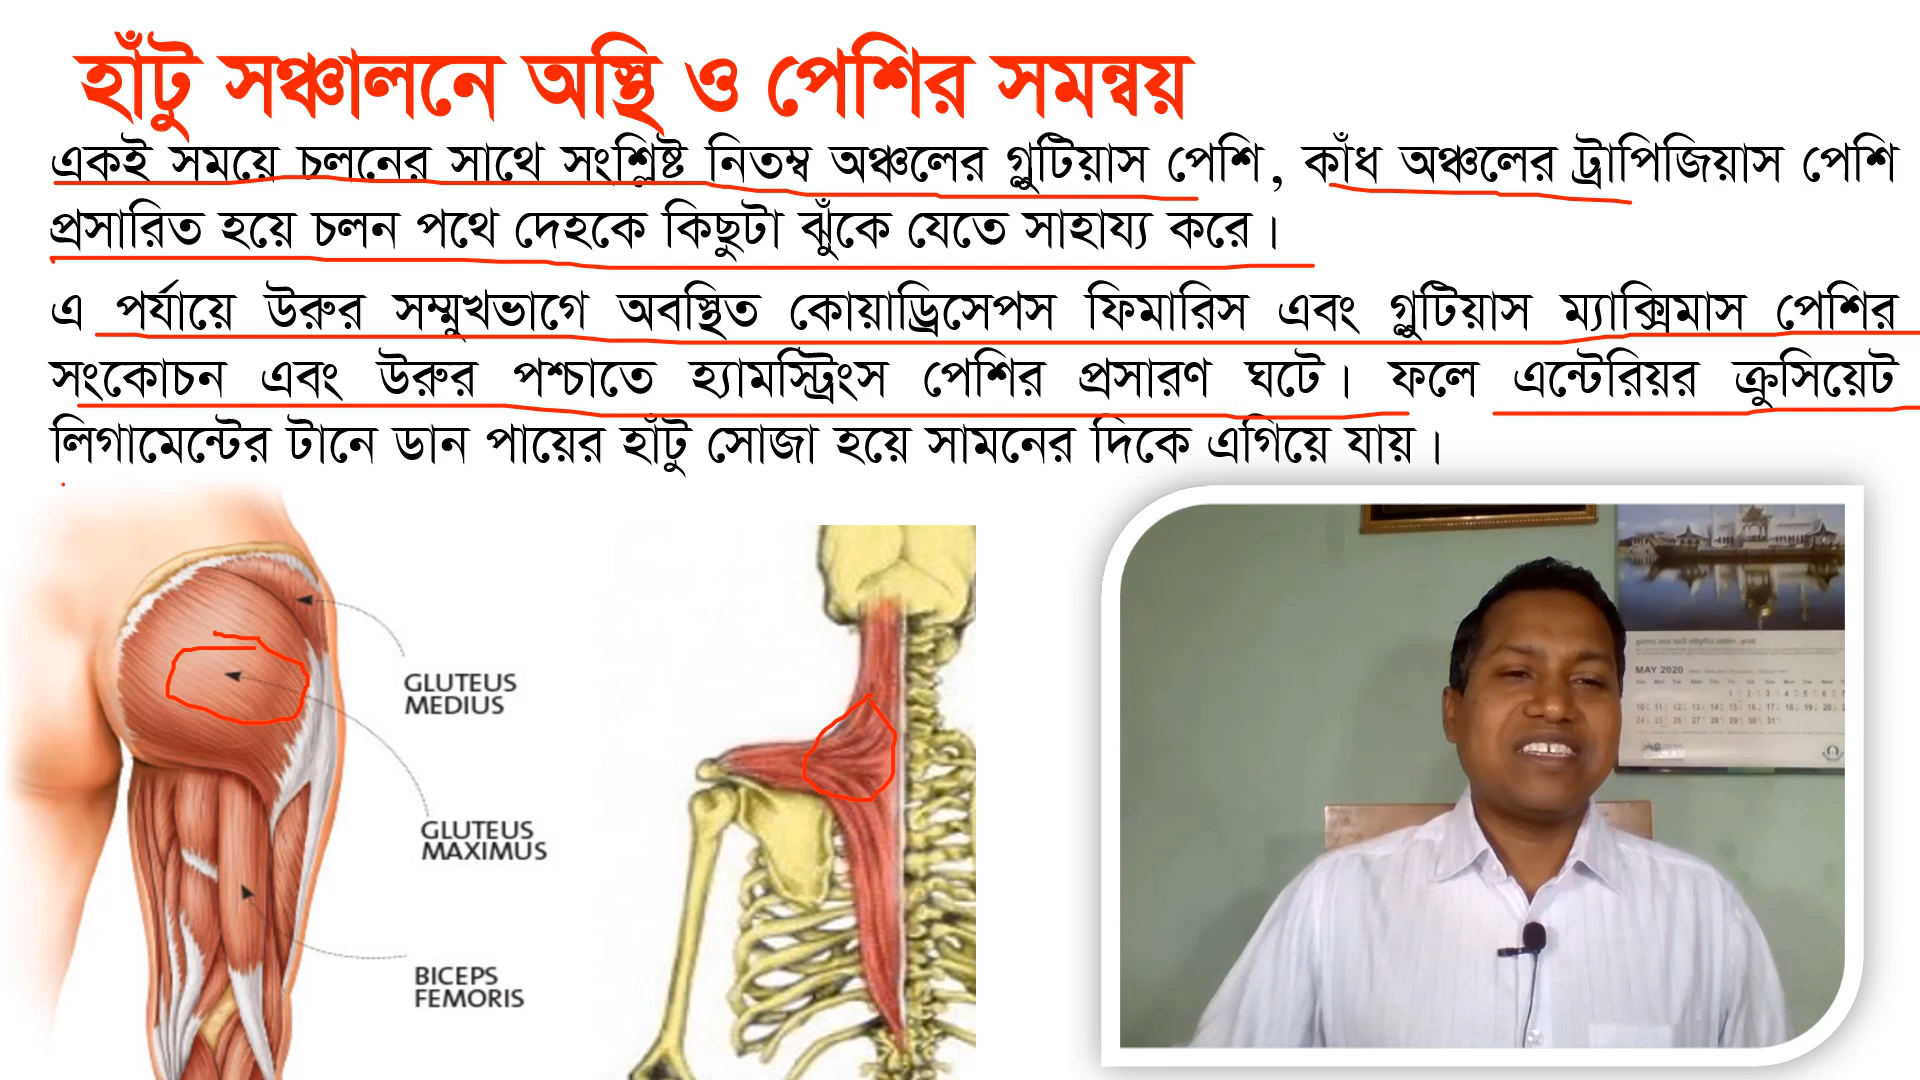 হাঁটু সঞ্চালনে অস্থি ও পেশির সমন্বয়
একই সময়ে চলনের সাথে সংশ্লিষ্ট নিতম্ব অঞ্চলের গ্লুটিয়াস পেশি, কাঁধ অঞ্চলের ট্রাপিজিয়াস পেশি
প্রসারিত হয়ে চলন পথে দেহকে কিছুটা ঝুঁকে যেতে সাহায্য করে।
এ পর্যায়ে উরুর সম্মুখভাগে অবস্থিত কোয়াড্রিসেপস ফিমারিস এবং গ্লুটিয়াস ম্যাক্সিমাস পেশির
সংকোচন এবং উরুর পশ্চাতে হ্যামস্ট্রিংস পেশির প্রসারণ ঘটে। ফলে এন্টেরিয়র ক্রুসিয়েট
লিগামেন্টের টানে ডান পায়ের হাঁটু সোজা হয়ে সামনের দিকে এগিয়ে যায়।
GLUTEUS
MEDIUS
GLUTEUS
MAXIMUS
BICEPS
FEMORIS
MAY 2020